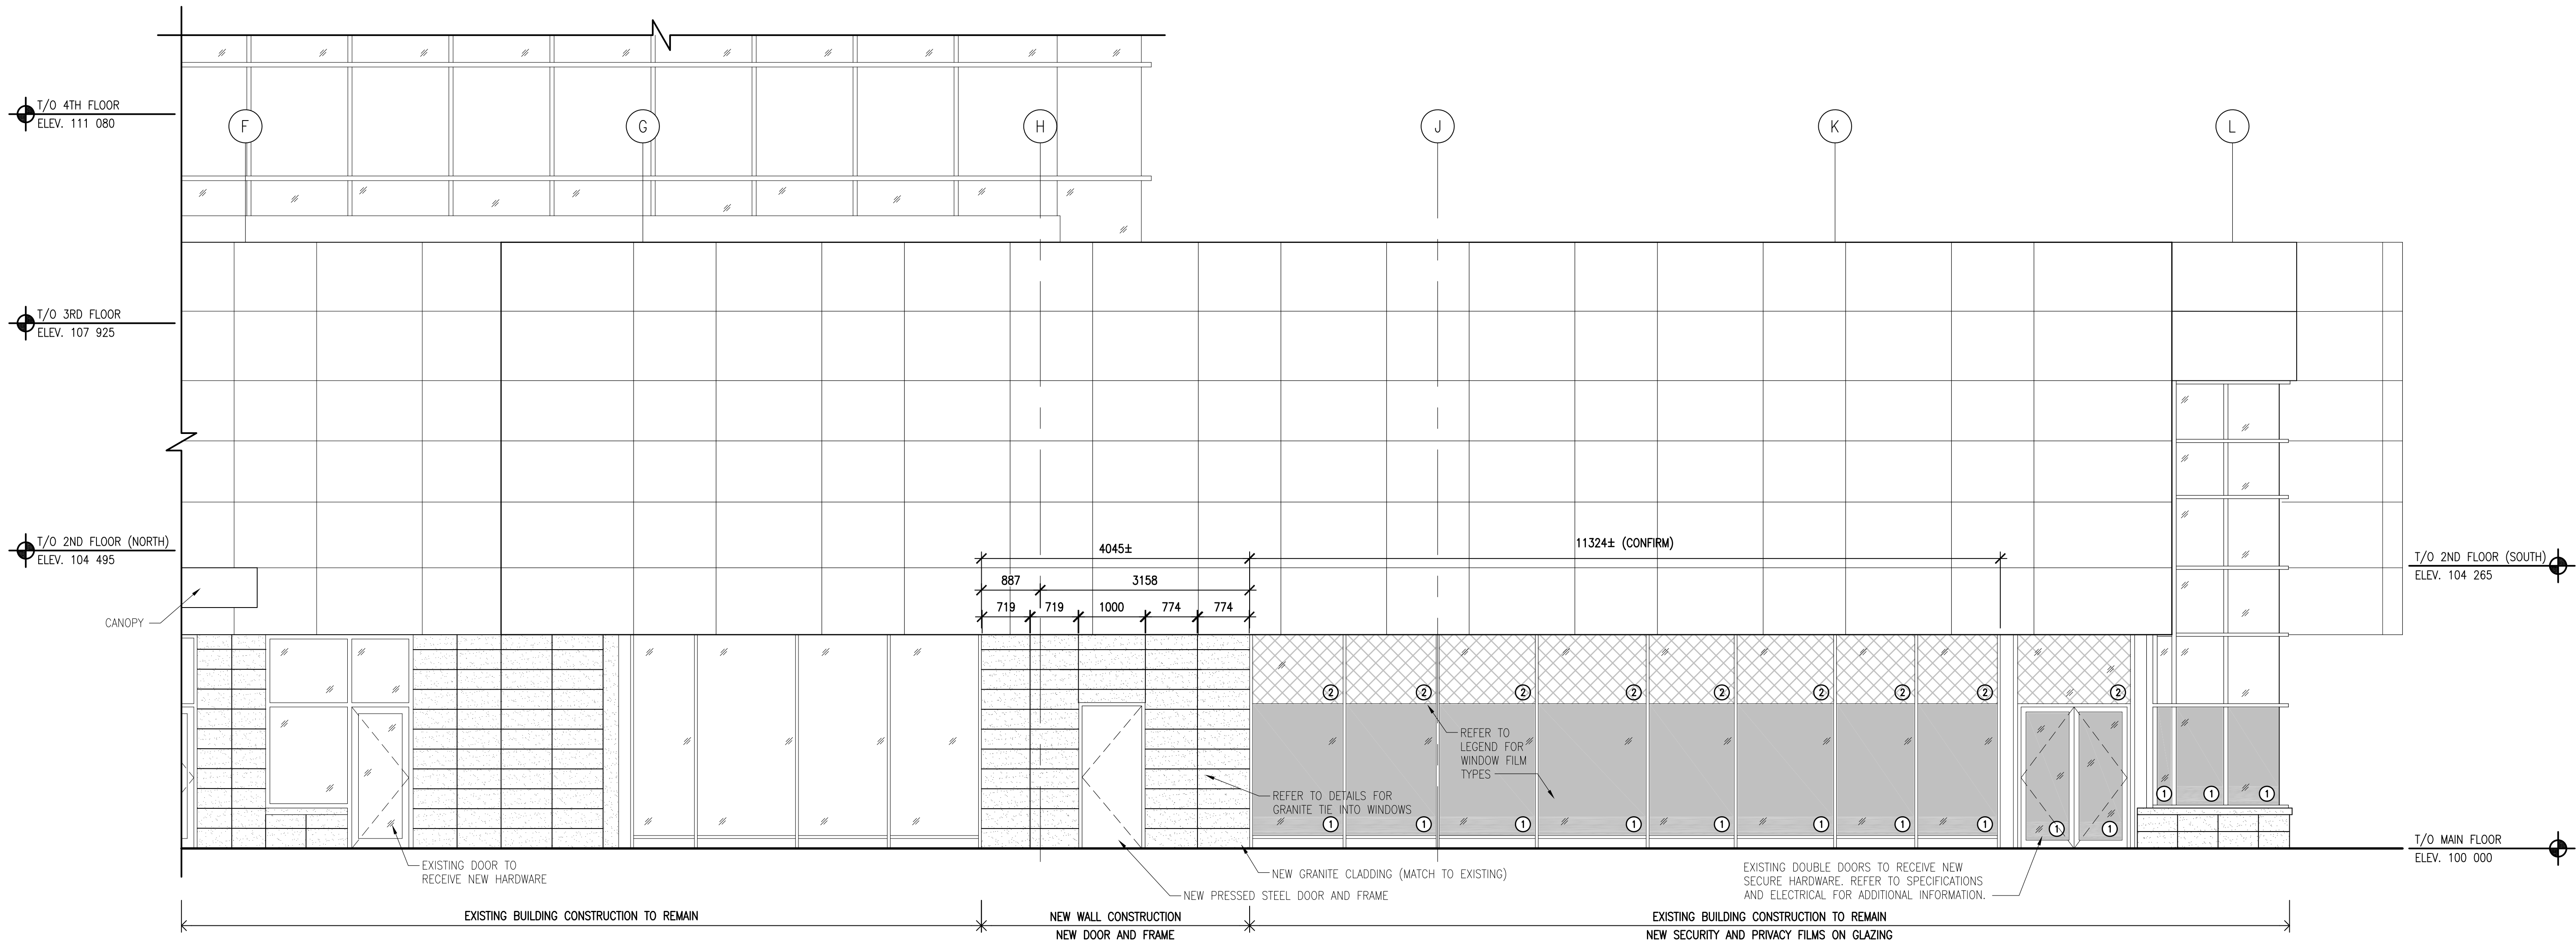 T/O 4TH FLOOR
ELEV. 111 080
F
G
H
J
K
L
T/O 3RD FLOOR
ELEV. 107 925
T/O 2ND FLOOR (NORTH)
ELEV. 104 495
4045±
11324± (CONFIRM)
T/O 2ND FLOOR (SOUTH)
ELEV. 104 265
887
3158
719
719
1000
774
774
CANOPY
2
2
2
2
2
2
2
2
2
REFER TO
LEGEND FOR
WINDOW FILM
TYPES
REFER TO DETAILS FOR
GRANITE TIE INTO WINDOWS
1
1
1
1
1
1
1
1
1
1
1
1
1
T/O MAIN FLOOR
ELEV. 100 000
EXISTING DOOR TO
RECEIVE NEW HARDWARE
NEW GRANITE CLADDING (MATCH TO EXISTING)
NEW PRESSED STEEL DOOR AND FRAME
EXISTING DOUBLE DOORS TO RECEIVE NEW
SECURE HARDWARE. REFER TO SPECIFICATIONS
AND ELECTRICAL FOR ADDITIONAL INFORMATION.
EXISTING BUILDING CONSTRUCTION TO REMAIN
NEW WALL CONSTRUCTION
NEW DOOR AND FRAME
EXISTING BUILDING CONSTRUCTION TO REMAIN
NEW SECURITY AND PRIVACY FILMS ON GLAZING